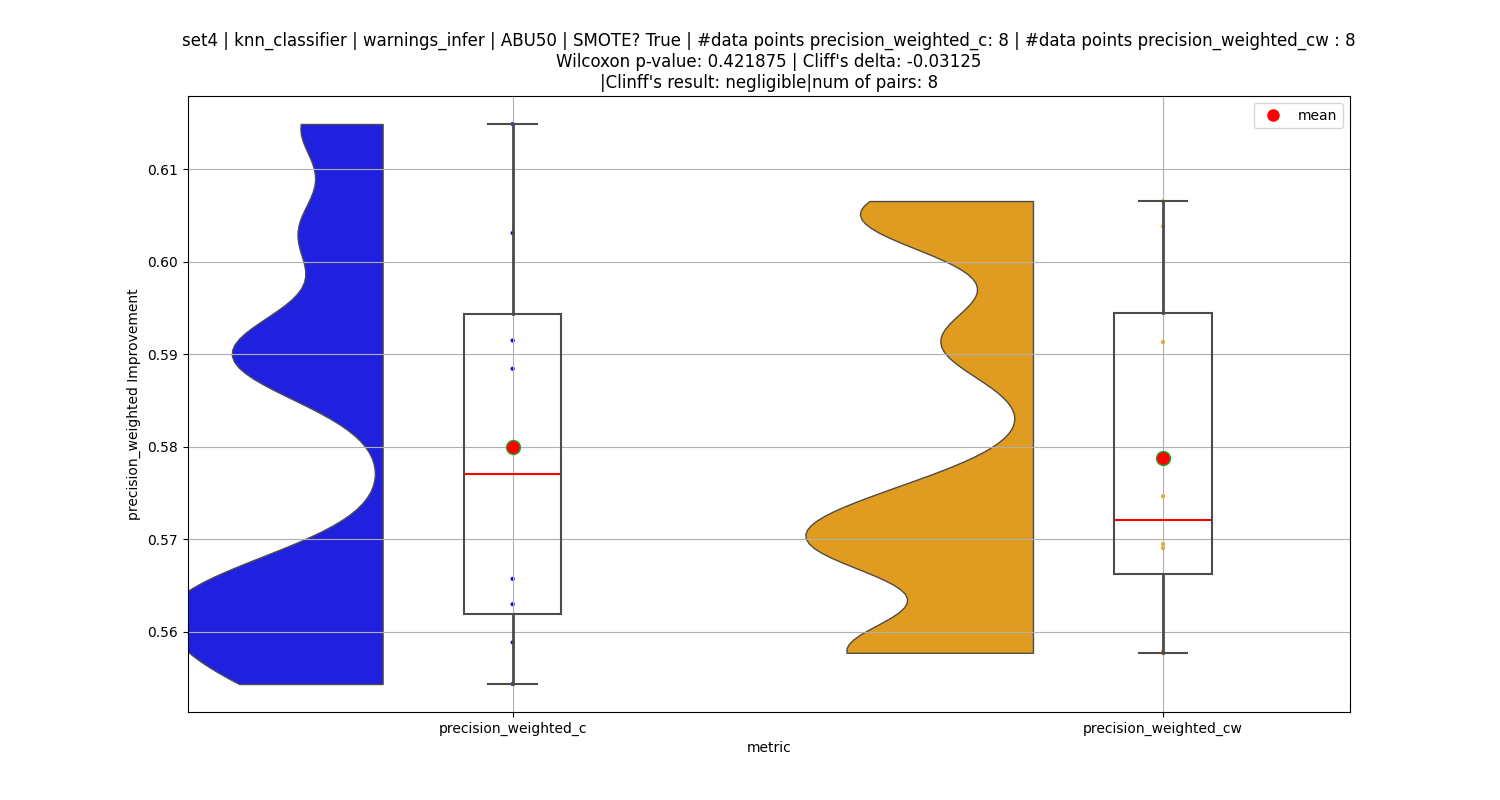 set4 | knn_classifier | warnings_infer | ABU50 | SMOTE? True | #data points precision_weighted_c: 8 | #data points precision_weighted_cw : 8
Wilcoxon p-value: 0.421875 | Cliff's delta: -0.03125
|Clinff's result: negligible|num of pairs: 8
mean
0.61
0.60
0.59
0.58
0.57
0.56
precision_weighted Improvement
precision_weighted_c
precision_weighted_cw
metric